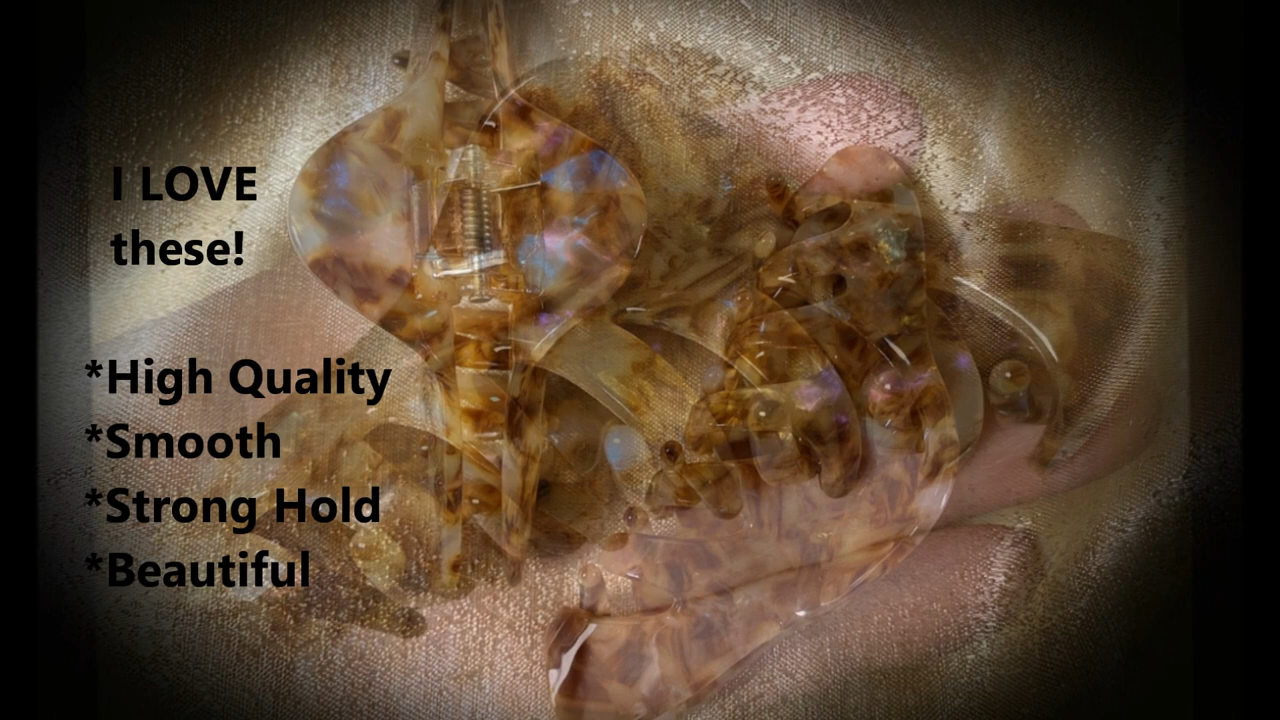 I LOVE
these!
*High Quality
*Smooth
*Strong Hold
*Beautiful